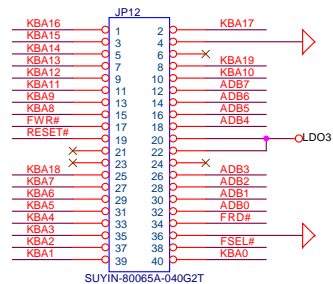 JP12
KBA16 1 2 KBA17
KBA15 3 4
KBA14 5 6
KBA13 7 8 KBA19
KBA12 9 10 KBA10
KBA11 11 12 ADB7
KBA9 13 14 ADB6
KBA8 15 16 ADB5
FWR# 17 18 ADB4
RESET# 19 20 LDO3
21 22
23 24
KBA18 25 26 ADB3
KBA7 27 28 ADB2
KBA6 29 30 ADB1
KBA5 31 32 ADB0
KBA4 33 34 FRD#
KBA3 35 36
KBA2 37 38 FSEL#
KBA1 39 40 KBA0
SUYIN-80065A-040G2T